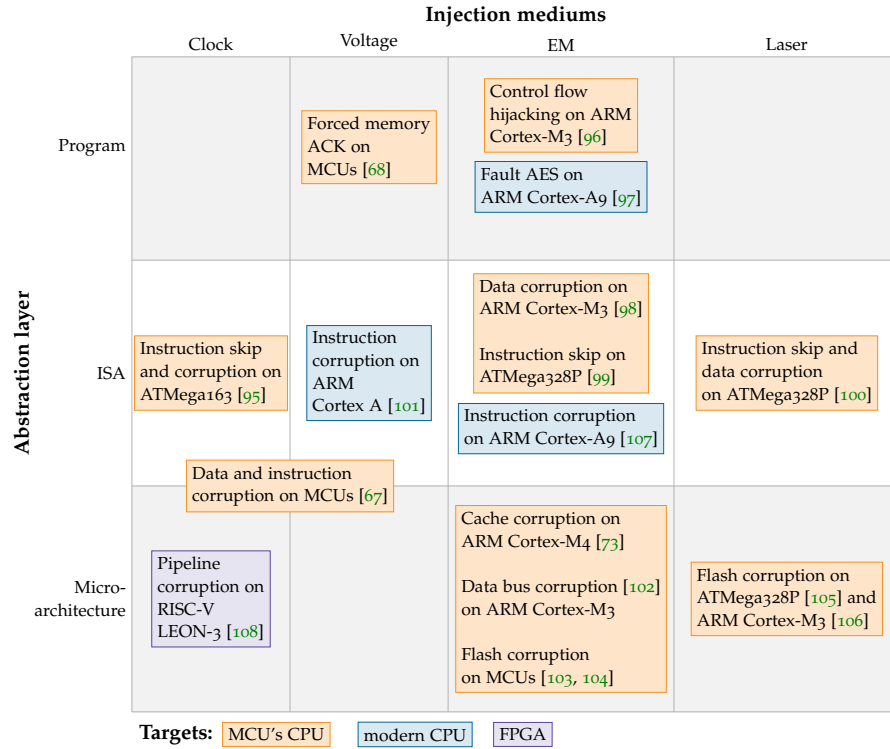 Injection mediums
Clock
Voltage
EM
Laser
Abstraction layer
Program
Forced memory
ACK on
MCUs [68]
Control flow
hijacking on ARM
Cortex-M3 [96]
Fault AES on
ARM Cortex-A9 [97]
ISA
Instruction skip
and corruption on
ATMega163 [95]
Instruction
corruption on
ARM
Cortex A [101]
Data corruption on
ARM Cortex-M3 [98]
Instruction skip on
ATMega328P [99]
Instruction corruption
on ARM Cortex-A9 [107]
Instruction skip and
data corruption
on ATMega328P [100]
Data and instruction
corruption on MCUs [67]
Micro-
architecture
Pipeline
corruption on
RISC-V
LEON-3 [108]
Cache corruption on
ARM Cortex-M4 [73]
Data bus corruption [102]
on ARM Cortex-M3
Flash corruption
on MCUs [103, 104]
Flash corruption on
ATMega328P [105] and
ARM Cortex-M3 [106]
Targets:
MCU's CPU
modern CPU
FPGA